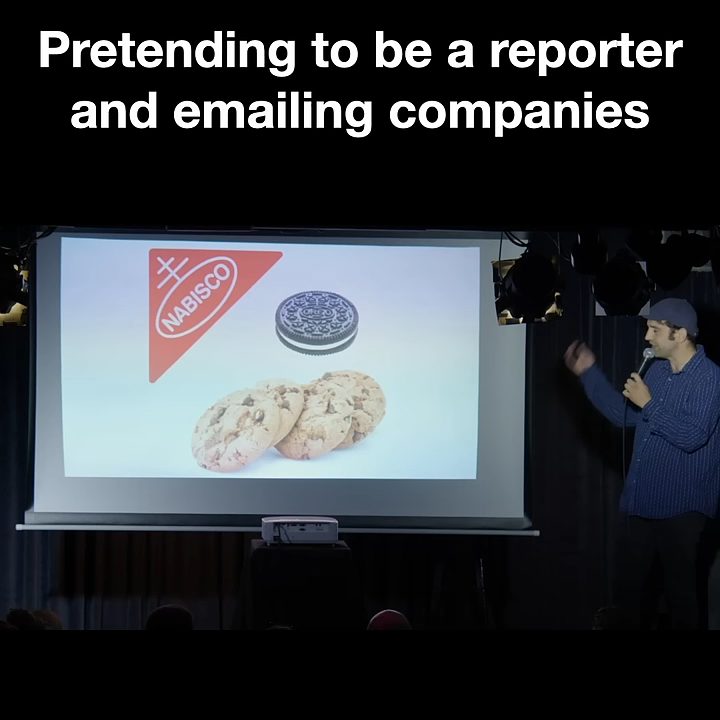 Pretending to be a reporter
and emailing companies
NABISCO
OREO